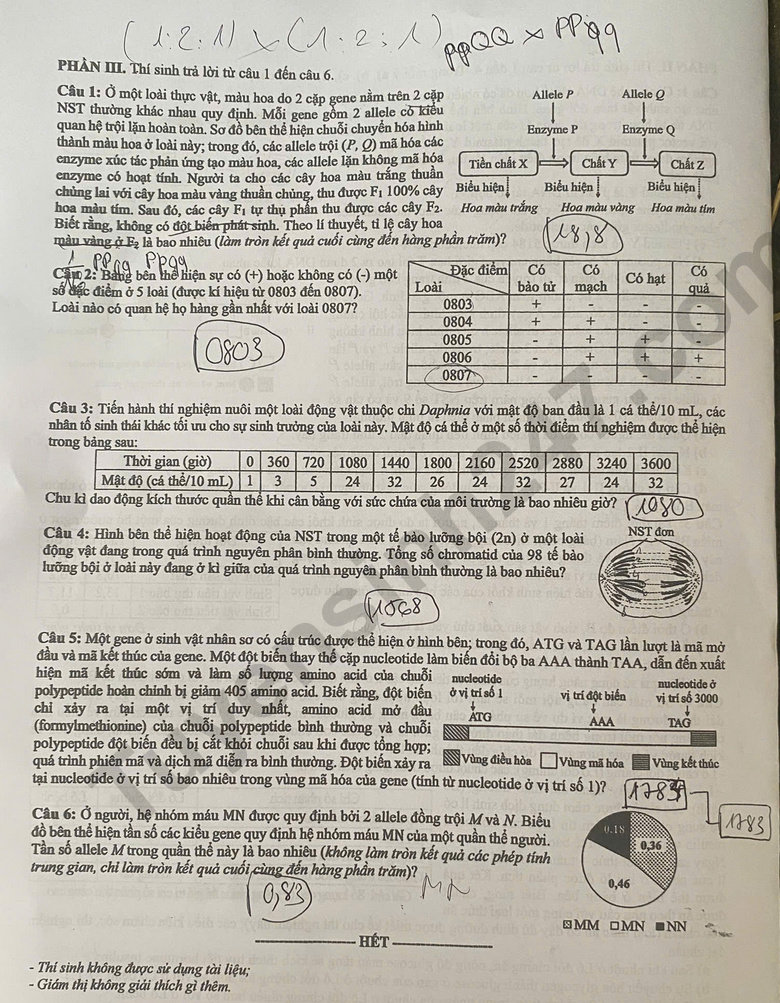 (1:2:1) x (1:2:1) ppQQ x PPqq
PHẦN III. Thí sinh trả lời từ câu 1 đến câu 6.
Câu 1: Ở một loài thực vật, màu hoa do 2 cặp gene nằm trên 2 cặp
NST thường khác nhau quy định. Mỗi gene gồm 2 allele có kiểu
quan hệ trội lặn hoàn toàn. Sơ đồ bên thể hiện chuỗi chuyển hóa hình
thành màu hoa ở loài này; trong đó, các allele trội (P, Q) mã hóa các
enzyme xúc tác phản ứng tạo màu hoa, các allele lặn không mã hóa
enzyme có hoạt tính. Người ta cho các cây hoa màu trắng thuần
chủng lai với cây hoa màu vàng thuần chủng, thu được F1 100% cây
hoa màu tím. Sau đó, các cây F1 tự thụ phấn thu được các cây F2.
Biết rằng, không có đột biến phát sinh. Theo lí thuyết, tỉ lệ cây hoa
màu vàng ở F2 là bao nhiêu (làm tròn kết quả cuối cùng đến hàng phần trăm)?
Allele P Allele Q
Enzyme P Enzyme Q
Tiền chất X Chất Y Chất Z
Biểu hiện Biểu hiện Biểu hiện
Hoa màu trắng Hoa màu vàng Hoa màu tím
18,8
PPqq PPqq
Câu 2: Bảng bên thể hiện sự có (+) hoặc không có (-) một
số đặc điểm ở 5 loài (được kí hiệu từ 0803 đến 0807).
Loài nào có quan hệ họ hàng gần nhất với loài 0807?
0803
Đặc điểm Loài Có bào tử Có mạch Có hạt Có quả
0803 + - - -
0804 + + - -
0805 - + + -
0806 - + + +
0807 - - - -
Câu 3: Tiến hành thí nghiệm nuôi một loài động vật thuộc chi Daphnia với mật độ ban đầu là 1 cá thể/10 mL, các
nhân tố sinh thái khác tối ưu cho sự sinh trưởng của loài này. Mật độ cá thể ở một số thời điểm thí nghiệm được thể hiện
trong bảng sau:
Thời gian (giờ) 0 360 720 1080 1440 1800 2160 2520 2880 3240 3600
Mật độ (cá thể/10 mL) 1 3 5 24 32 26 24 32 27 24 32
Chu kì dao động kích thước quần thể khi cân bằng với sức chứa của môi trường là bao nhiêu giờ? 1080
Câu 4: Hình bên thể hiện hoạt động của NST trong một tế bào lưỡng bội (2n) ở một loài
động vật đang trong quá trình nguyên phân bình thường. Tổng số chromatid của 98 tế bào
lưỡng bội ở loài này đang ở kì giữa của quá trình nguyên phân bình thường là bao nhiêu?
NST đơn
1568
Câu 5: Một gene ở sinh vật nhân sơ có cấu trúc được thể hiện ở hình bên; trong đó, ATG và TAG lần lượt là mã mở
đầu và mã kết thúc của gene. Một đột biến thay thế cặp nucleotide làm biến đổi bộ ba AAA thành TAA, dẫn đến xuất
hiện mã kết thúc sớm và làm số lượng amino acid của chuỗi
polypeptide hoàn chỉnh bị giảm 405 amino acid. Biết rằng, đột biến
chỉ xảy ra tại một vị trí duy nhất, amino acid mở đầu
(formylmethionine) của chuỗi polypeptide bình thường và chuỗi
polypeptide đột biến đều bị cắt khỏi chuỗi sau khi được tổng hợp;
quá trình phiên mã và dịch mã diễn ra bình thường. Đột biến xảy ra
tại nucleotide ở vị trí số bao nhiêu trong vùng mã hóa của gene (tính từ nucleotide ở vị trí số 1)?
nucleotide ở vị trí số 1 vị trí đột biến nucleotide ở vị trí số 3000
ATG AAA TAG
Vùng điều hòa Vùng mã hóa Vùng kết thúc
1783
Câu 6: Ở người, hệ nhóm máu MN được quy định bởi 2 allele đồng trội M và N. Biểu
đồ bên thể hiện tần số các kiểu gene quy định hệ nhóm máu MN của một quần thể người.
Tần số allele M trong quần thể này là bao nhiêu (không làm tròn kết quả các phép tính
trung gian, chỉ làm tròn kết quả cuối cùng đến hàng phần trăm)?
0,83
MN
0.18
0,36
0,46
MM MN NN
HẾT
- Thí sinh không được sử dụng tài liệu;
- Giám thị không giải thích gì thêm.
Tuyensinh247.com